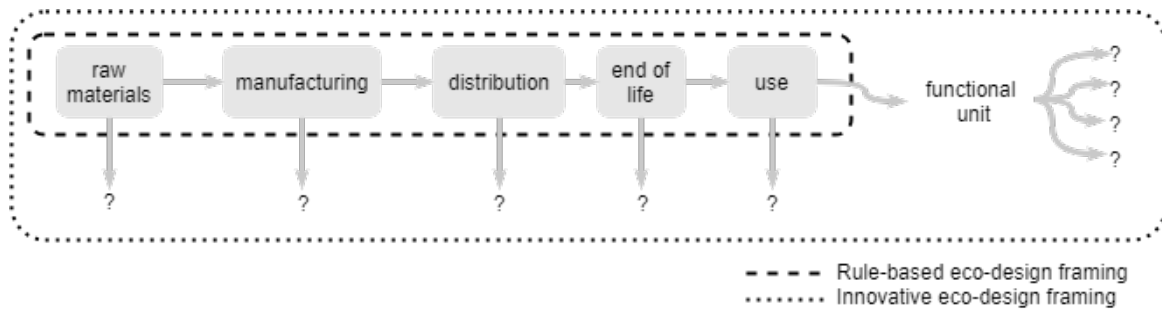 raw
materials
manufacturing
distribution
end of
life
use
functional
unit
?
?
?
?
?
?
?
?
?
Rule-based eco-design framing
Innovative eco-design framing